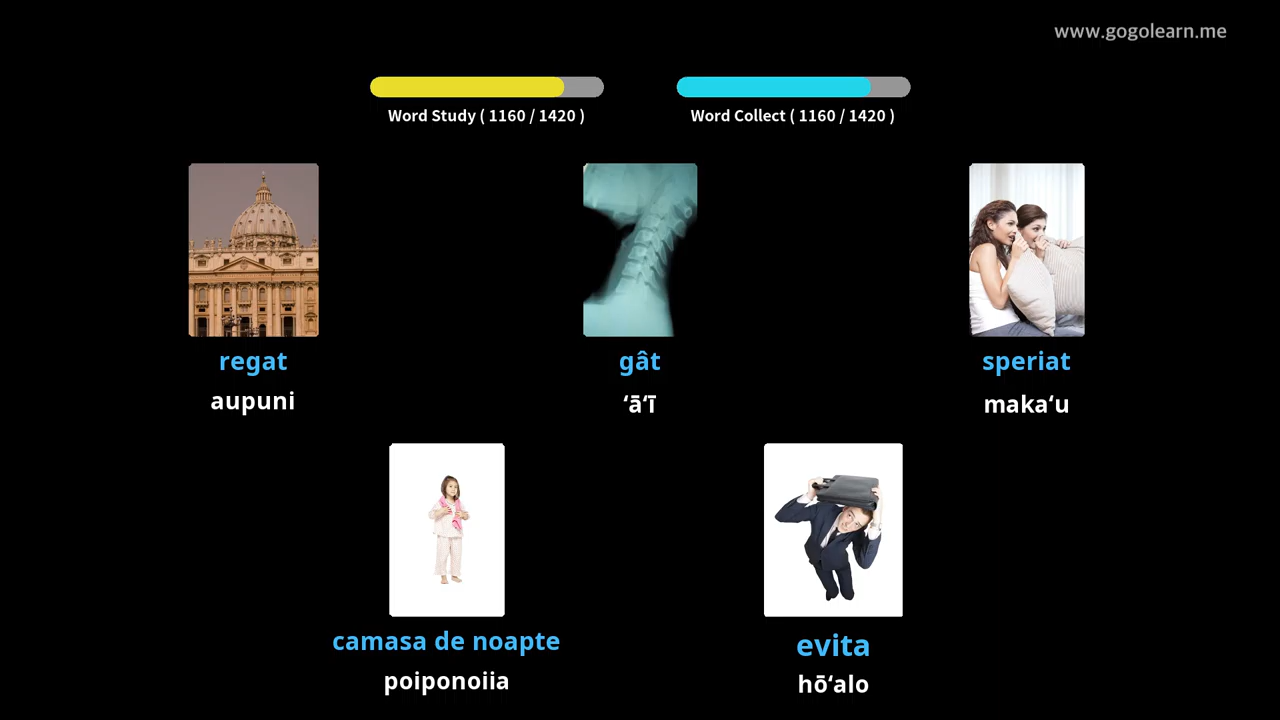 www.gogolearn.me
Word Study ( 1160 / 1420 )
Word Collect ( 1160 / 1420 )
regat
aupuni
gât
ʻāʻī
speriat
makaʻu
camasa de noapte
poiponoiia
evita
hōʻalo